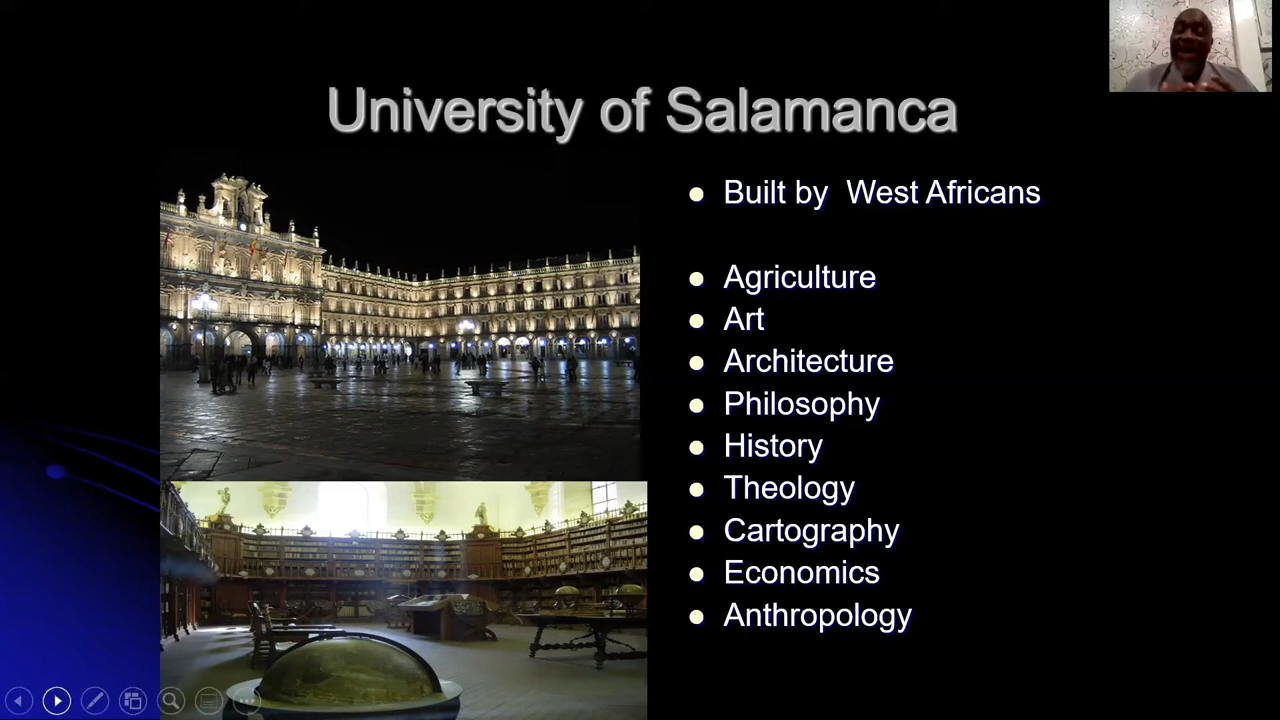 University of Salamanca
Built by West Africans
Agriculture
Art
Architecture
Philosophy
History
Theology
Cartography
Economics
Anthropology